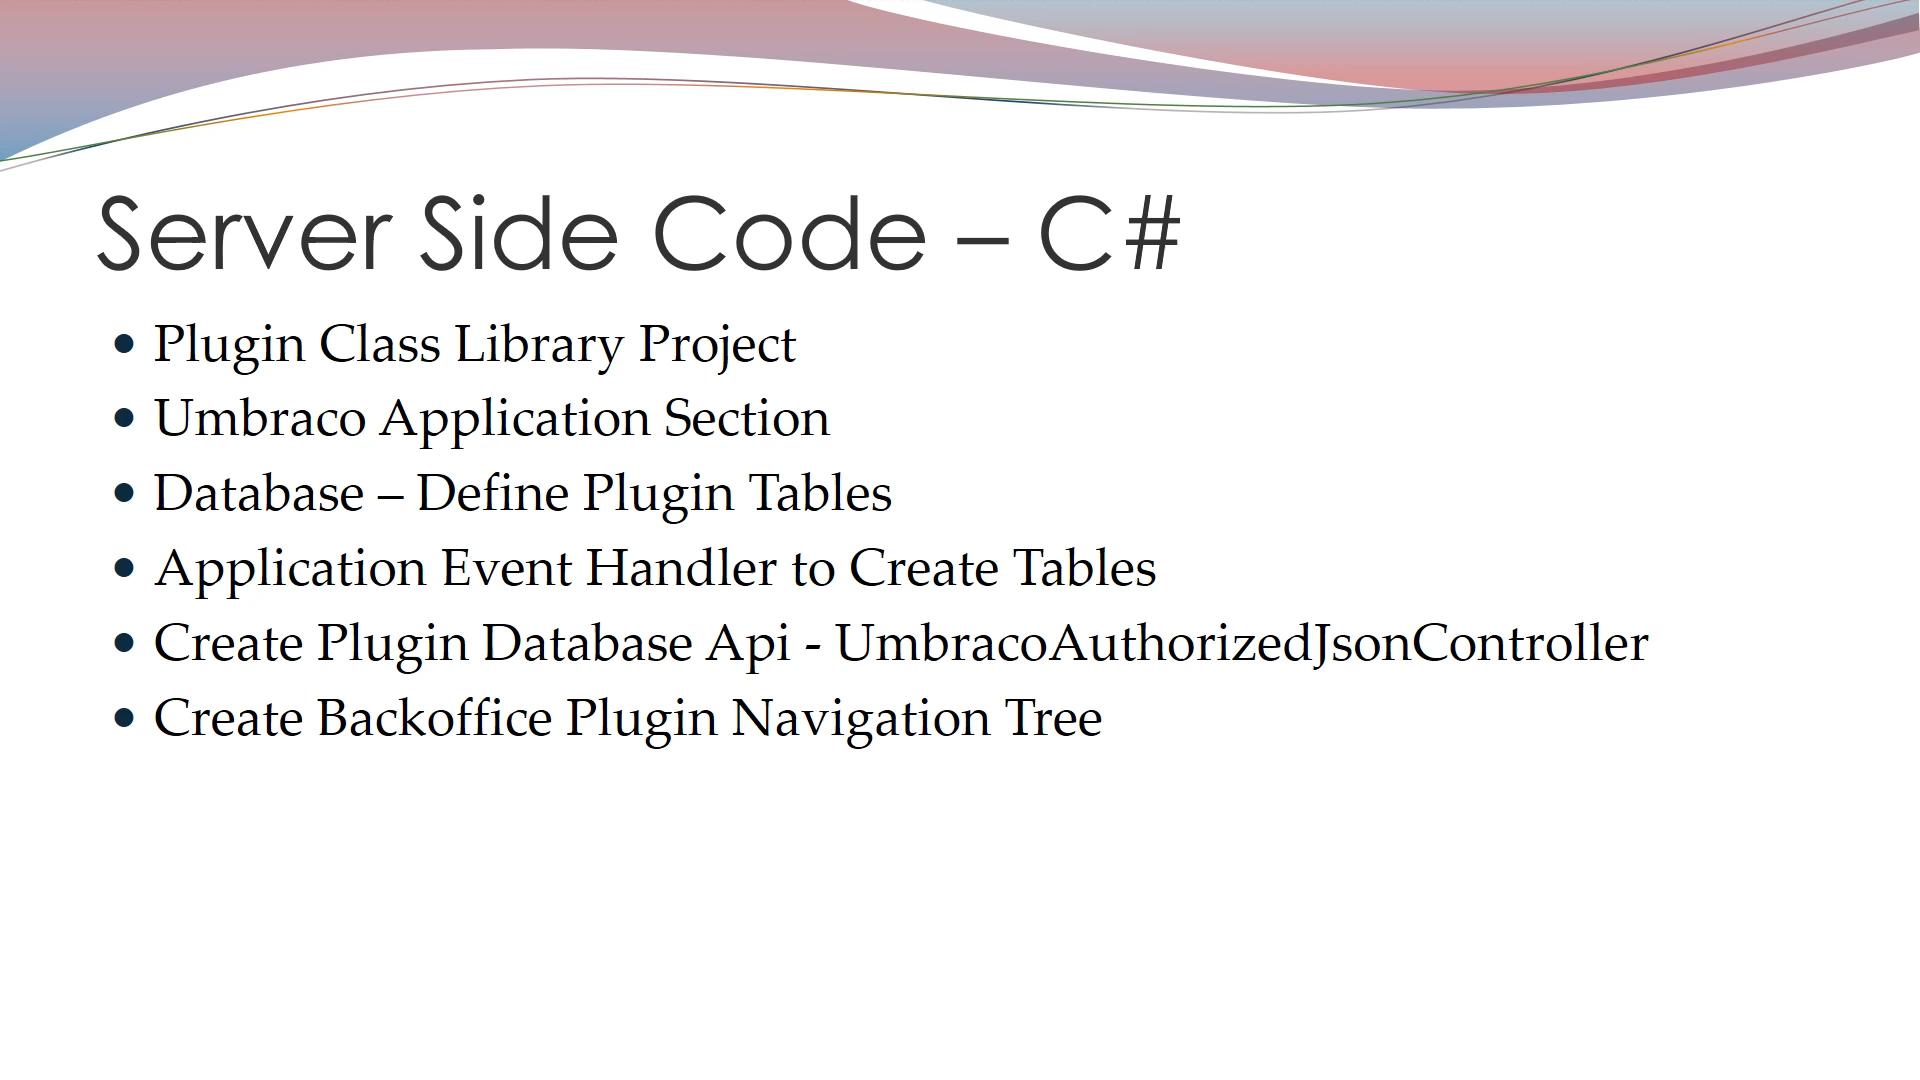 Server Side Code – C#
• Plugin Class Library Project
• Umbraco Application Section
• Database – Define Plugin Tables
• Application Event Handler to Create Tables
• Create Plugin Database Api - UmbracoAuthorizedJsonController
• Create Backoffice Plugin Navigation Tree